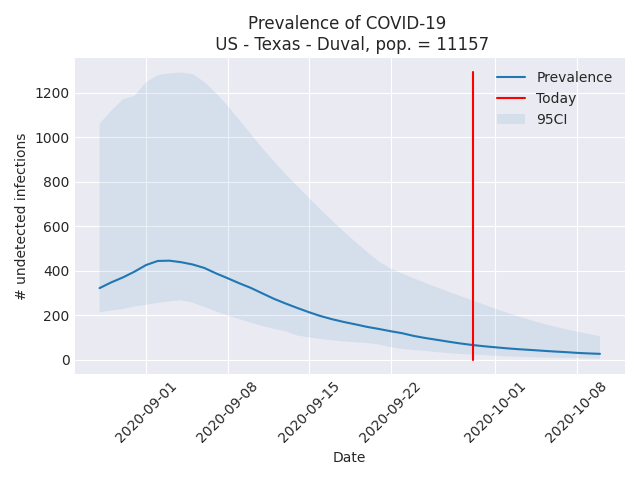 Prevalence of COVID-19
US - Texas - Duval, pop. = 11157
Prevalence
Today
95CI
# undetected infections
1200
1000
800
600
400
200
0
2020-09-01
2020-09-08
2020-09-15
2020-09-22
2020-10-01
2020-10-08
Date